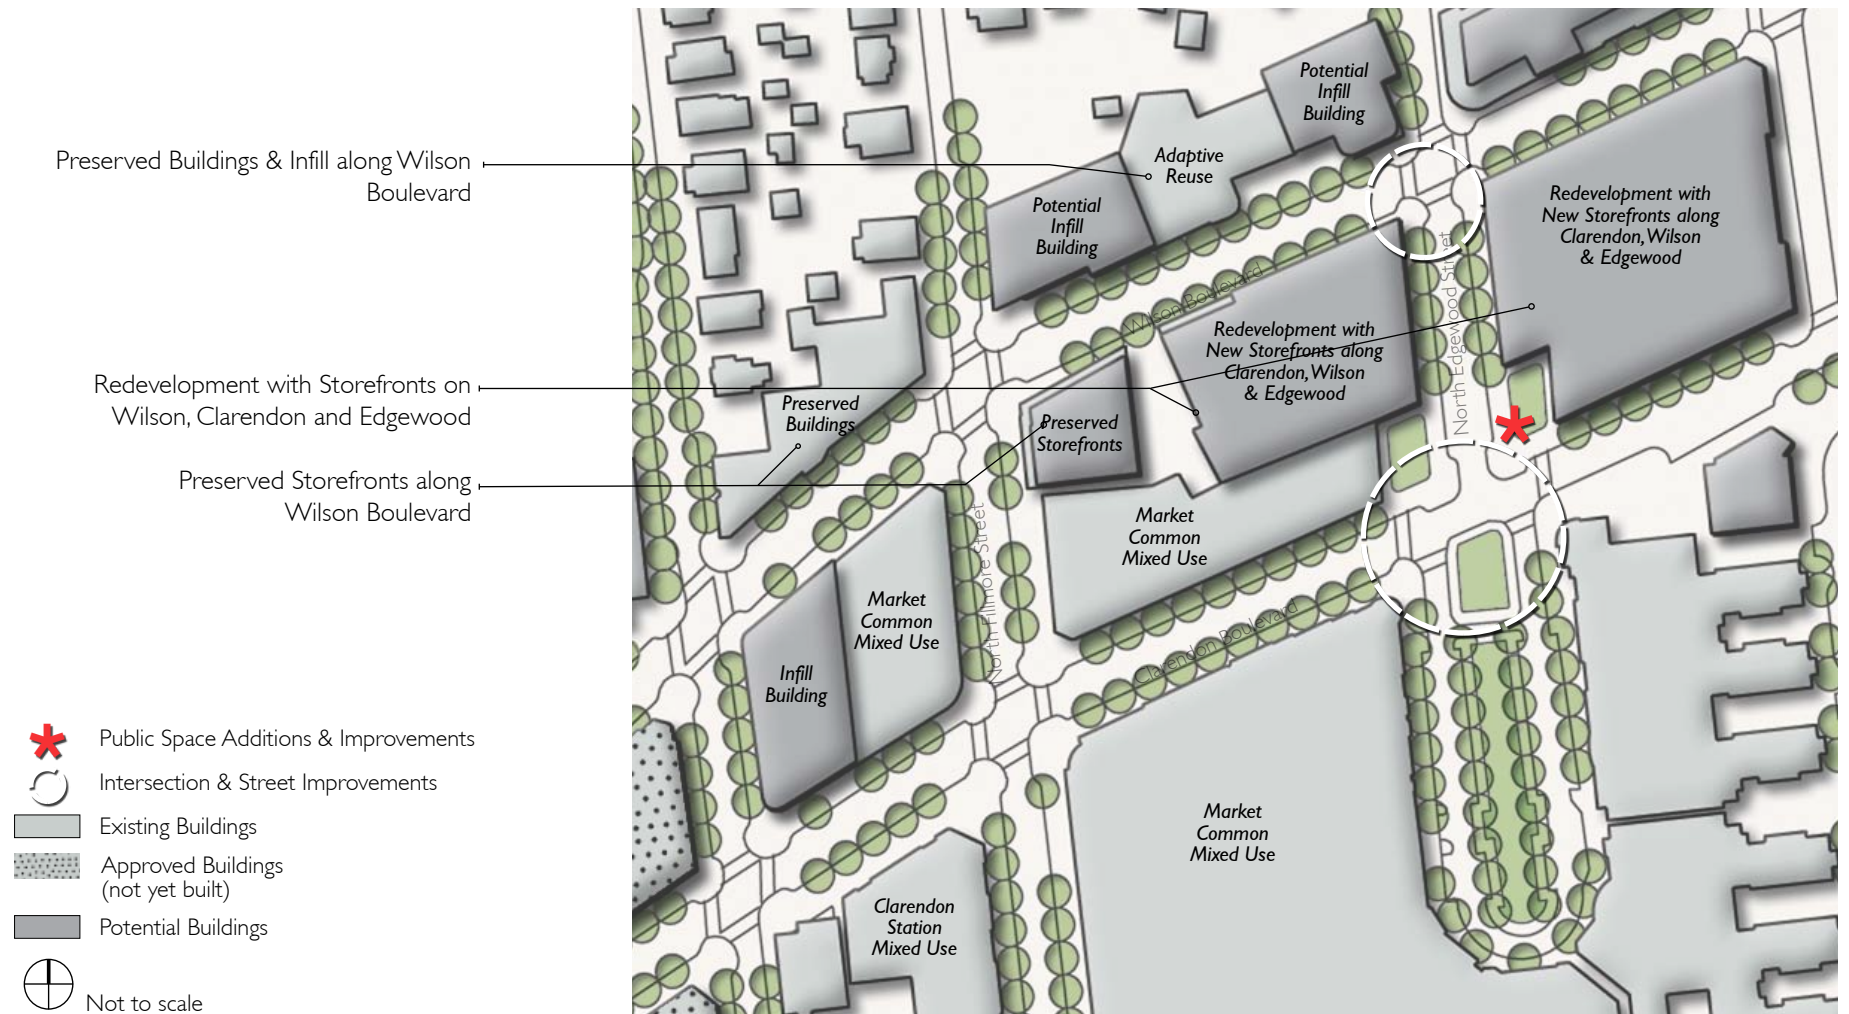 Preserved Buildings & Infill along Wilson
Boulevard
Redevelopment with Storefronts on
Wilson, Clarendon and Edgewood
Preserved Storefronts along
Wilson Boulevard
Public Space Additions & Improvements
Intersection & Street Improvements
Existing Buildings
Approved Buildings
(not yet built)
Potential Buildings
Not to scale
Potential
Infill
Building
Adaptive
Reuse
Potential
Infill
Building
Redevelopment with
New Storefronts along
Clarendon, Wilson
& Edgewood
Wilson Boulevard
North Edgewood Street
Redevelopment with
New Storefronts along
Clarendon, Wilson
& Edgewood
Preserved
Buildings
Preserved
Storefronts
Market
Common
Mixed Use
North Fillmore Street
Market
Common
Mixed Use
Clarendon Boulevard
Infill
Building
Market
Common
Mixed Use
Clarendon
Station
Mixed Use